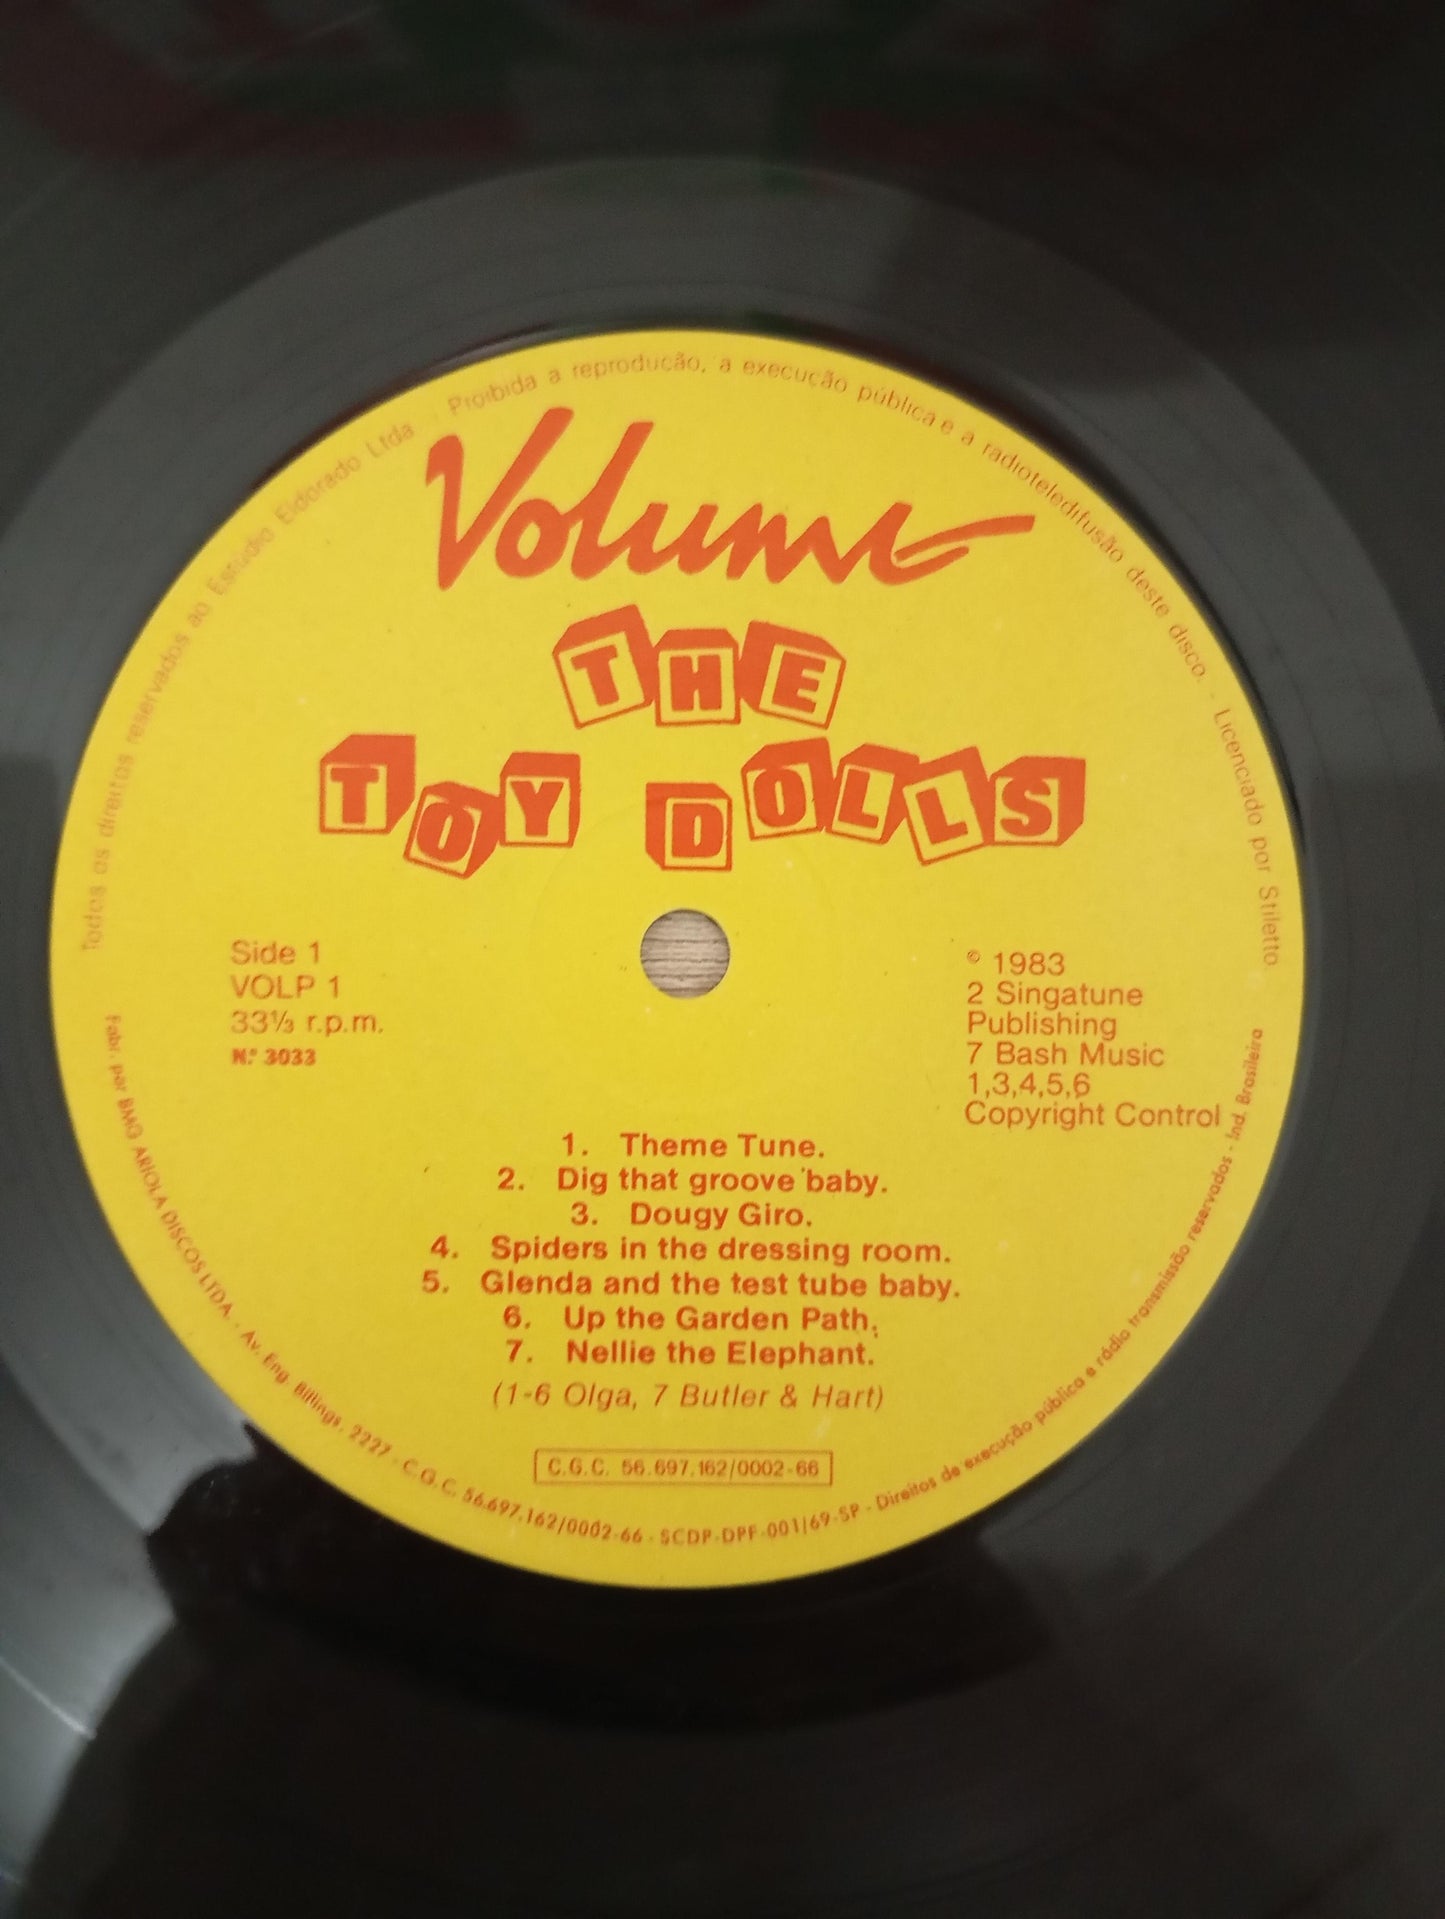 Todos os direitos reservados ao Estúdio Eldorado Ltda - Proibida a reprodução, a execução pública e a radioteledifusão deste disco. - Licenciado por Stiletto
Volume
THE
TOY DOLLS
Side 1
VOLP 1
33⅓ r.p.m.
N.º 3033
© 1983
2 Singatune
Publishing
7 Bash Music
1,3,4,5,6
Copyright Control
1. Theme Tune.
2. Dig that groove baby.
3. Dougy Giro.
4. Spiders in the dressing room.
5. Glenda and the test tube baby.
6. Up the Garden Path.
7. Nellie the Elephant.
(1-6 Olga, 7 Butler & Hart)
C.G.C. 56.697.162/0002-66
Fabr. por BMG ARIOLA DISCOS LTDA. - Av. Eng. Billings, 2227 - C.G.C. 56.697.162/0002-66 - SCDP-DPF-001/69-SP - Direitos de execução pública e rádio transmissão reservados - Ind. Brasileira